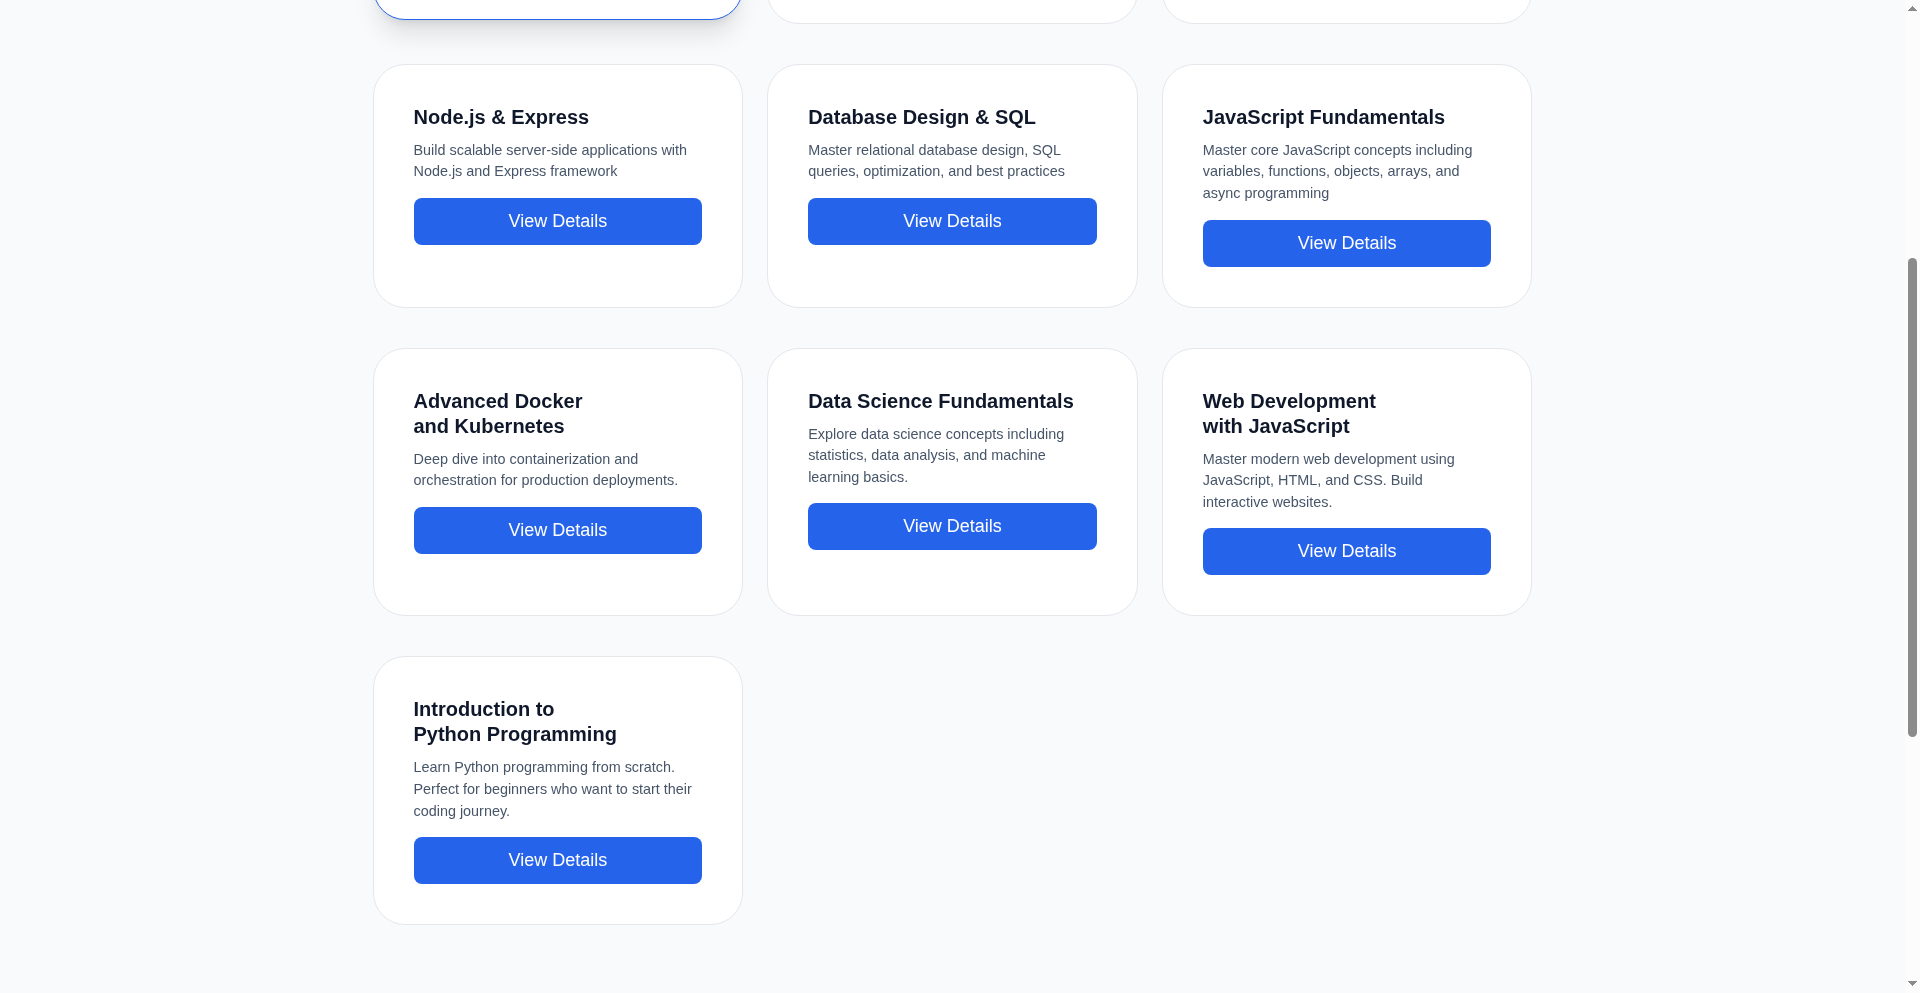 Node.js & Express
Build scalable server-side applications with
Node.js and Express framework
View Details
Database Design & SQL
Master relational database design, SQL
queries, optimization, and best practices
View Details
JavaScript Fundamentals
Master core JavaScript concepts including
variables, functions, objects, arrays, and
async programming
View Details
Advanced Docker
and Kubernetes
Deep dive into containerization and
orchestration for production deployments.
View Details
Data Science Fundamentals
Explore data science concepts including
statistics, data analysis, and machine
learning basics.
View Details
Web Development
with JavaScript
Master modern web development using
JavaScript, HTML, and CSS. Build
interactive websites.
View Details
Introduction to
Python Programming
Learn Python programming from scratch.
Perfect for beginners who want to start their
coding journey.
View Details